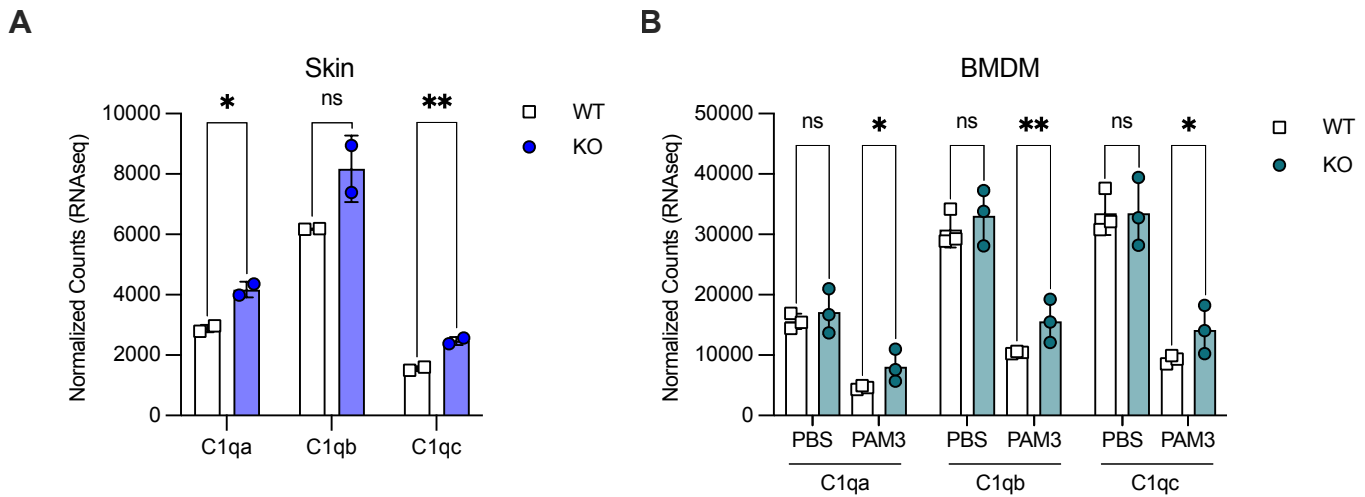 A
Skin
Normalized Counts (RNAseq)
10000
8000
6000
4000
2000
0
* ns **
C1qa C1qb C1qc
WT
KO
B
BMDM
Normalized Counts (RNAseq)
50000
40000
30000
20000
10000
0
ns * ns ** ns *
PBS PAM3 PBS PAM3 PBS PAM3
C1qa C1qb C1qc
WT
KO